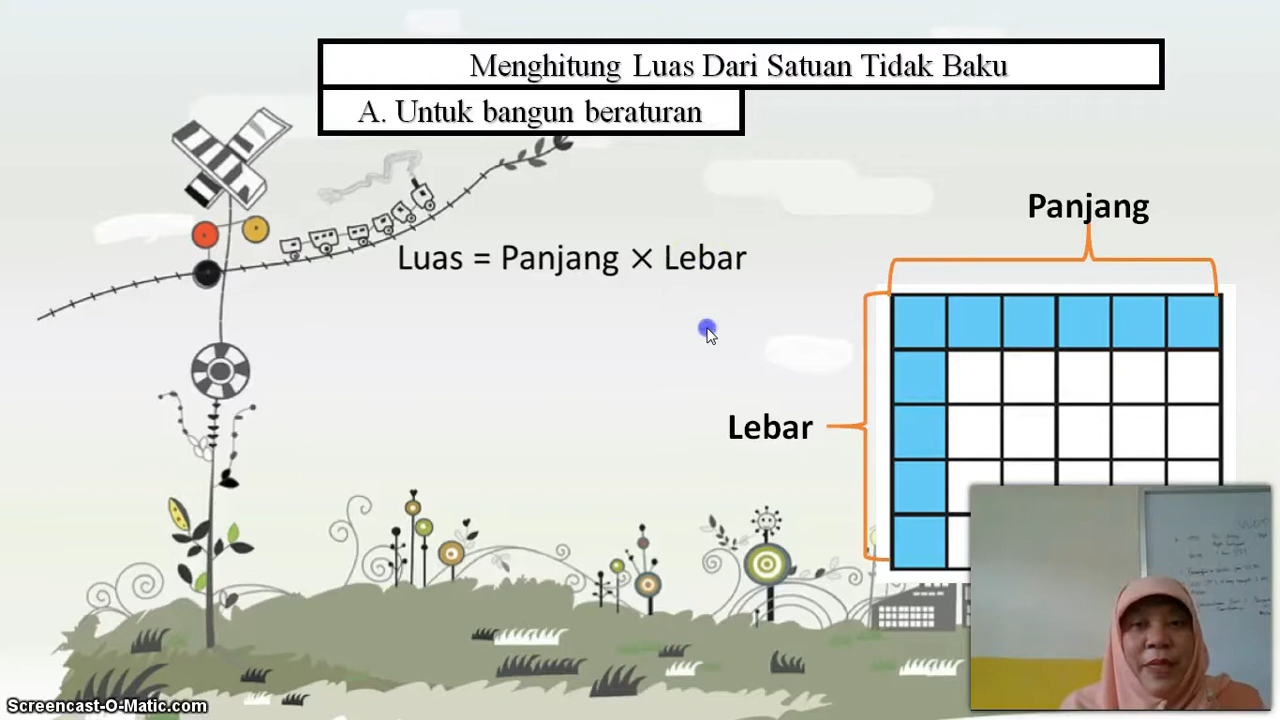 Menghitung Luas Dari Satuan Tidak Baku
A. Untuk bangun beraturan
Panjang
Luas = Panjang × Lebar
Lebar
Screencast-O-Matic.com